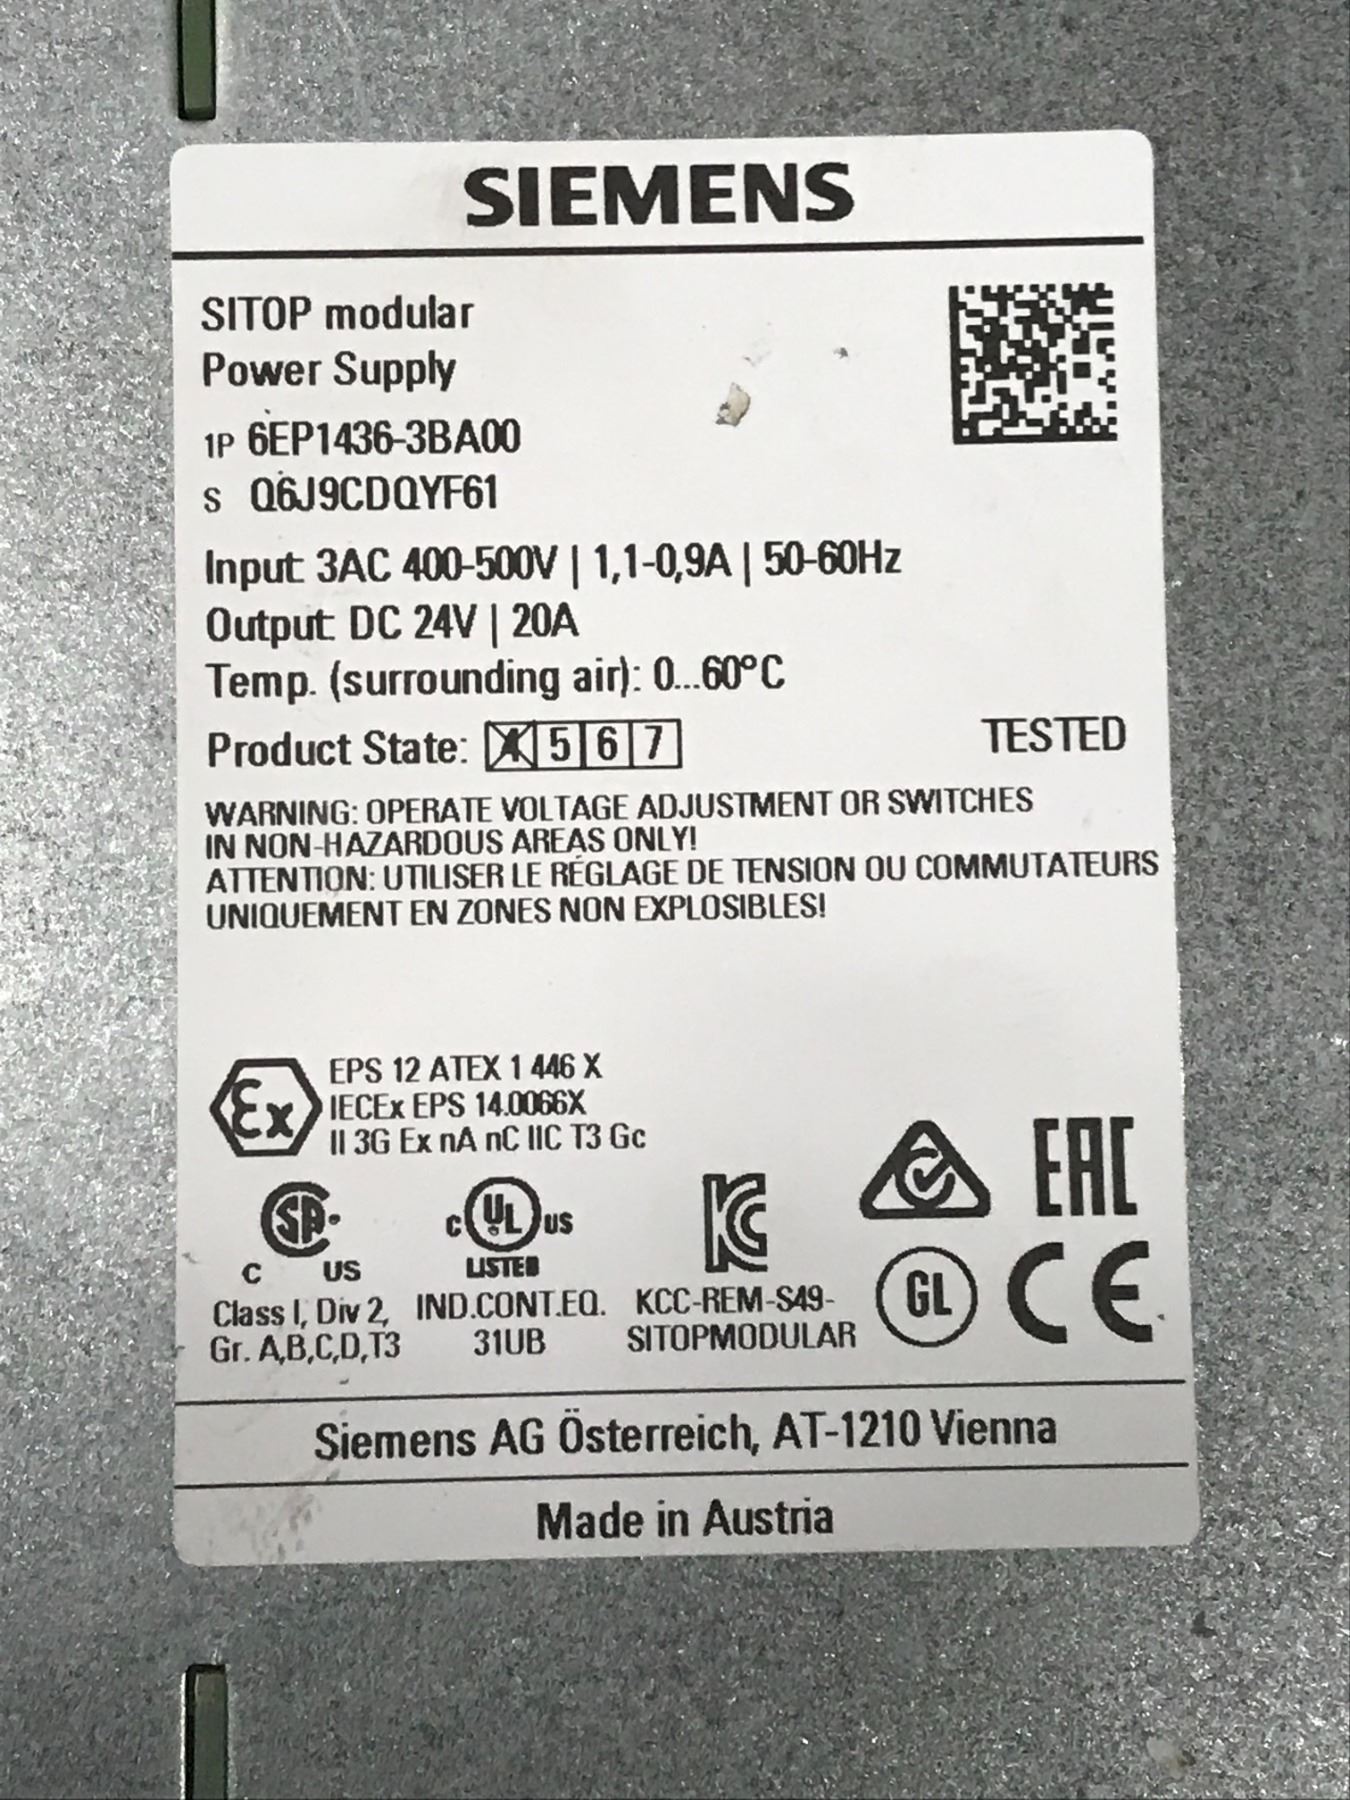 SIEMENS
SITOP modular
Power Supply
1P 6EP1436-3BA00
S Q6J9CDQYF61
Input: 3AC 400-500V | 1,1-0,9A | 50-60Hz
Output: DC 24V | 20A
Temp. (surrounding air): 0...60°C
Product State: 4 5 6 7
TESTED
WARNING: OPERATE VOLTAGE ADJUSTMENT OR SWITCHES
IN NON-HAZARDOUS AREAS ONLY!
ATTENTION: UTILISER LE RÉGLAGE DE TENSION OU COMMUTATEURS
UNIQUEMENT EN ZONES NON EXPLOSIBLES!
Ex
EPS 12 ATEX 1 446 X
IECEx EPS 14.0066X
II 3G Ex nA nC IIC T3 Gc
SA
C US
Class I, Div 2,
Gr. A,B,C,D,T3
c UL us
LISTED
IND.CONT.EQ.
31UB
KC
KCC-REM-S49-
SITOPMODULAR
EAC
GL
CE
Siemens AG Österreich, AT-1210 Vienna
Made in Austria